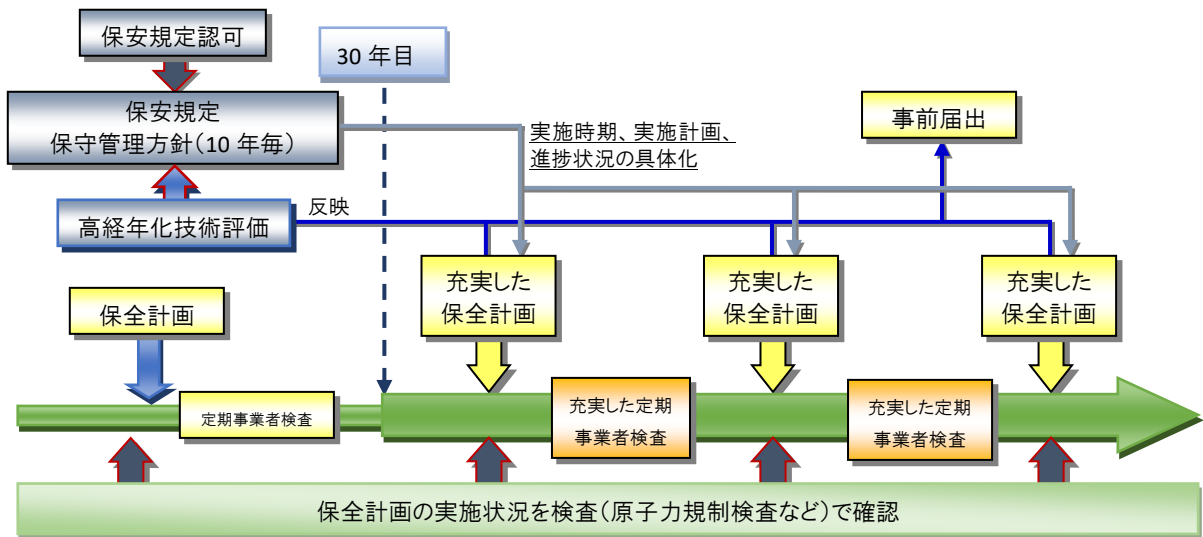 保安規定認可
30 年目
保安規定
保守管理方針(10 年毎)
事前届出
実施時期、実施計画、
進捗状況の具体化
高経年化技術評価
反映
充実した
保全計画
充実した
保全計画
充実した
保全計画
保全計画
定期事業者検査
充実した定期
事業者検査
充実した定期
事業者検査
保全計画の実施状況を検査(原子力規制検査など)で確認